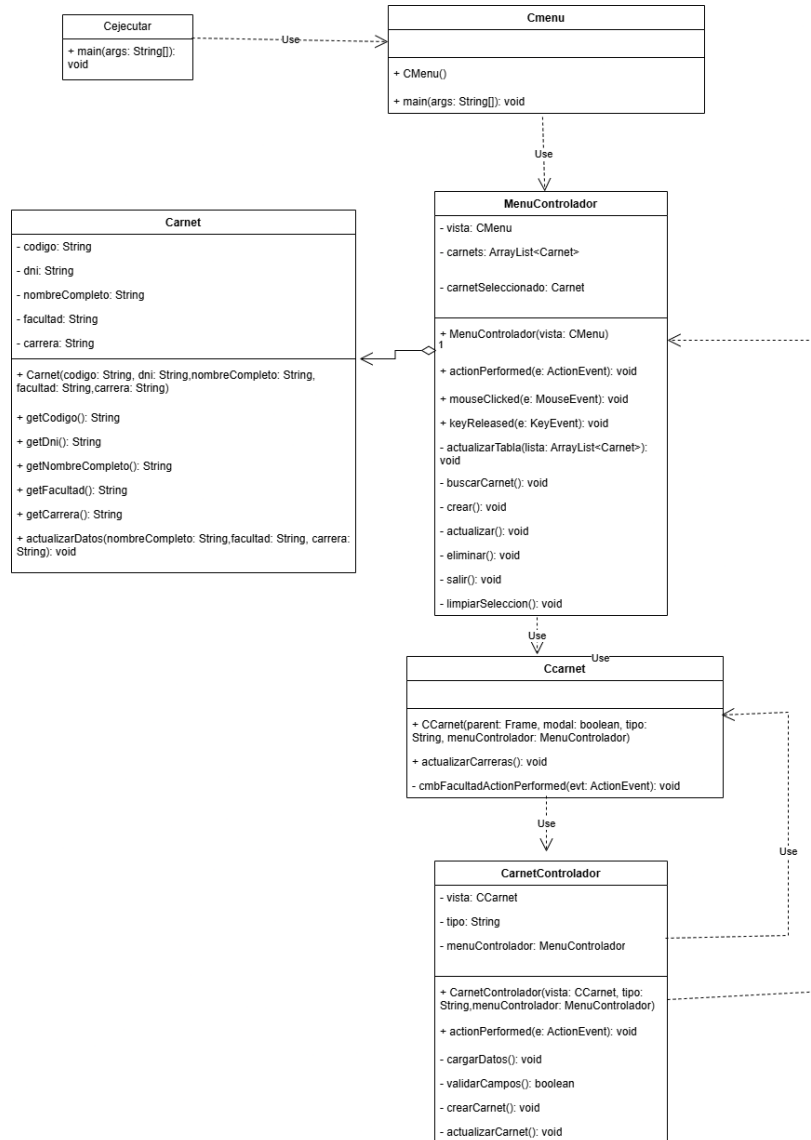 Cejecutar
+ main(args: String[]):
void
Use
Cmenu
+ CMenu()
+ main(args: String[]): void
Use
Carnet
- codigo: String
- dni: String
- nombreCompleto: String
- facultad: String
- carrera: String
+ Carnet(codigo: String, dni: String,nombreCompleto: String,
facultad: String,carrera: String)
+ getCodigo(): String
+ getDni(): String
+ getNombreCompleto(): String
+ getFacultad(): String
+ getCarrera(): String
+ actualizarDatos(nombreCompleto: String,facultad: String, carrera:
String): void
MenuControlador
- vista: CMenu
- carnets: ArrayList<Carnet>
- carnetSeleccionado: Carnet
+ MenuControlador(vista: CMenu)
1
+ actionPerformed(e: ActionEvent): void
+ mouseClicked(e: MouseEvent): void
+ keyReleased(e: KeyEvent): void
- actualizarTabla(lista: ArrayList<Carnet>):
void
- buscarCarnet(): void
- crear(): void
- actualizar(): void
- eliminar(): void
- salir(): void
- limpiarSeleccion(): void
Use
Use
Ccarnet
+ CCarnet(parent: Frame, modal: boolean, tipo:
String, menuControlador: MenuControlador)
+ actualizarCarreras(): void
- cmbFacultadActionPerformed(evt: ActionEvent): void
Use
Use
CarnetControlador
- vista: CCarnet
- tipo: String
- menuControlador: MenuControlador
+ CarnetControlador(vista: CCarnet, tipo:
String,menuControlador: MenuControlador)
+ actionPerformed(e: ActionEvent): void
- cargarDatos(): void
- validarCampos(): boolean
- crearCarnet(): void
- actualizarCarnet(): void